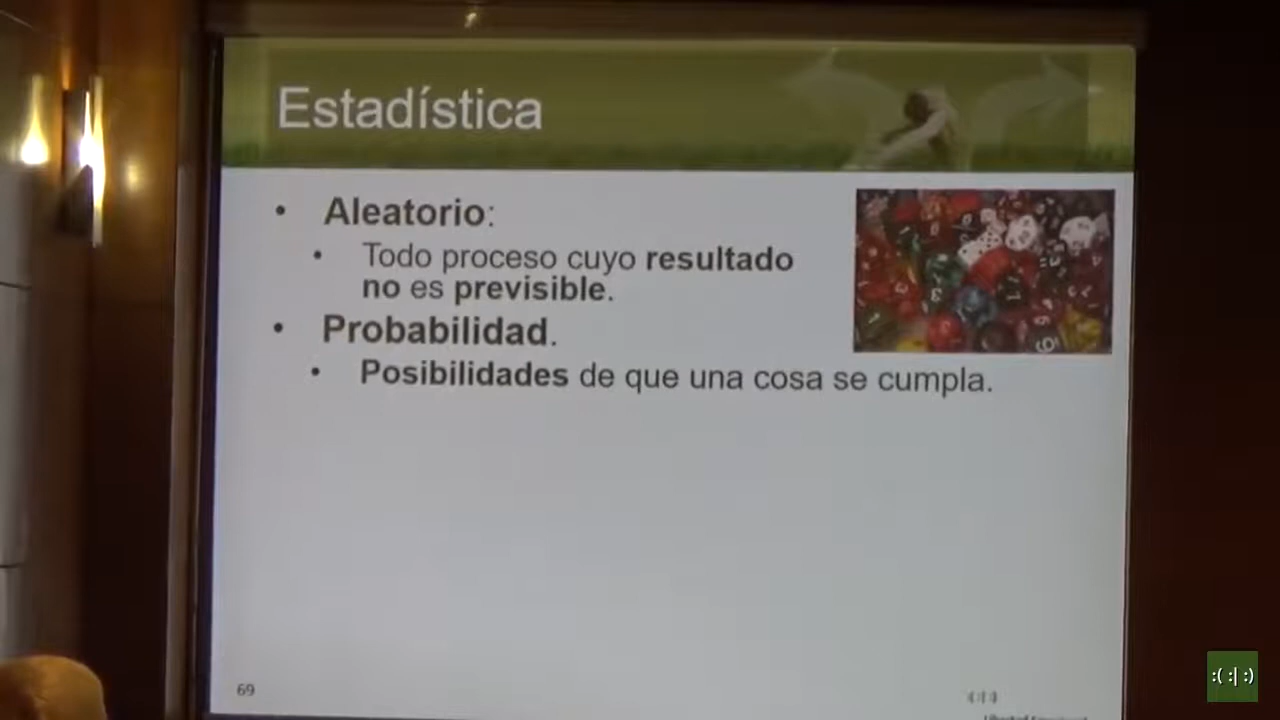 Estadística
• Aleatorio:
• Todo proceso cuyo resultado
no es previsible.
• Probabilidad.
• Posibilidades de que una cosa se cumpla.
69
:( :| :)